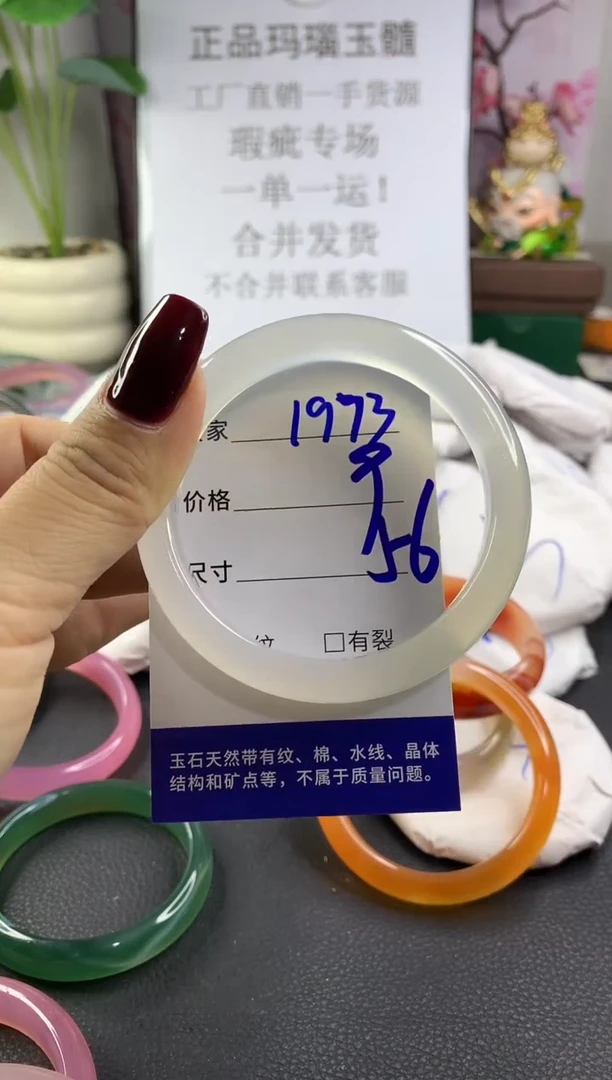 正品玛瑙玉髓
工厂直销一手货源
瑕疵专场
一单一运!
合并发货
不合并联系客服
家 1973
价格
尺寸 56
纹 □有裂
玉石天然带有纹、棉、水线、晶体
结构和矿点等，不属于质量问题。